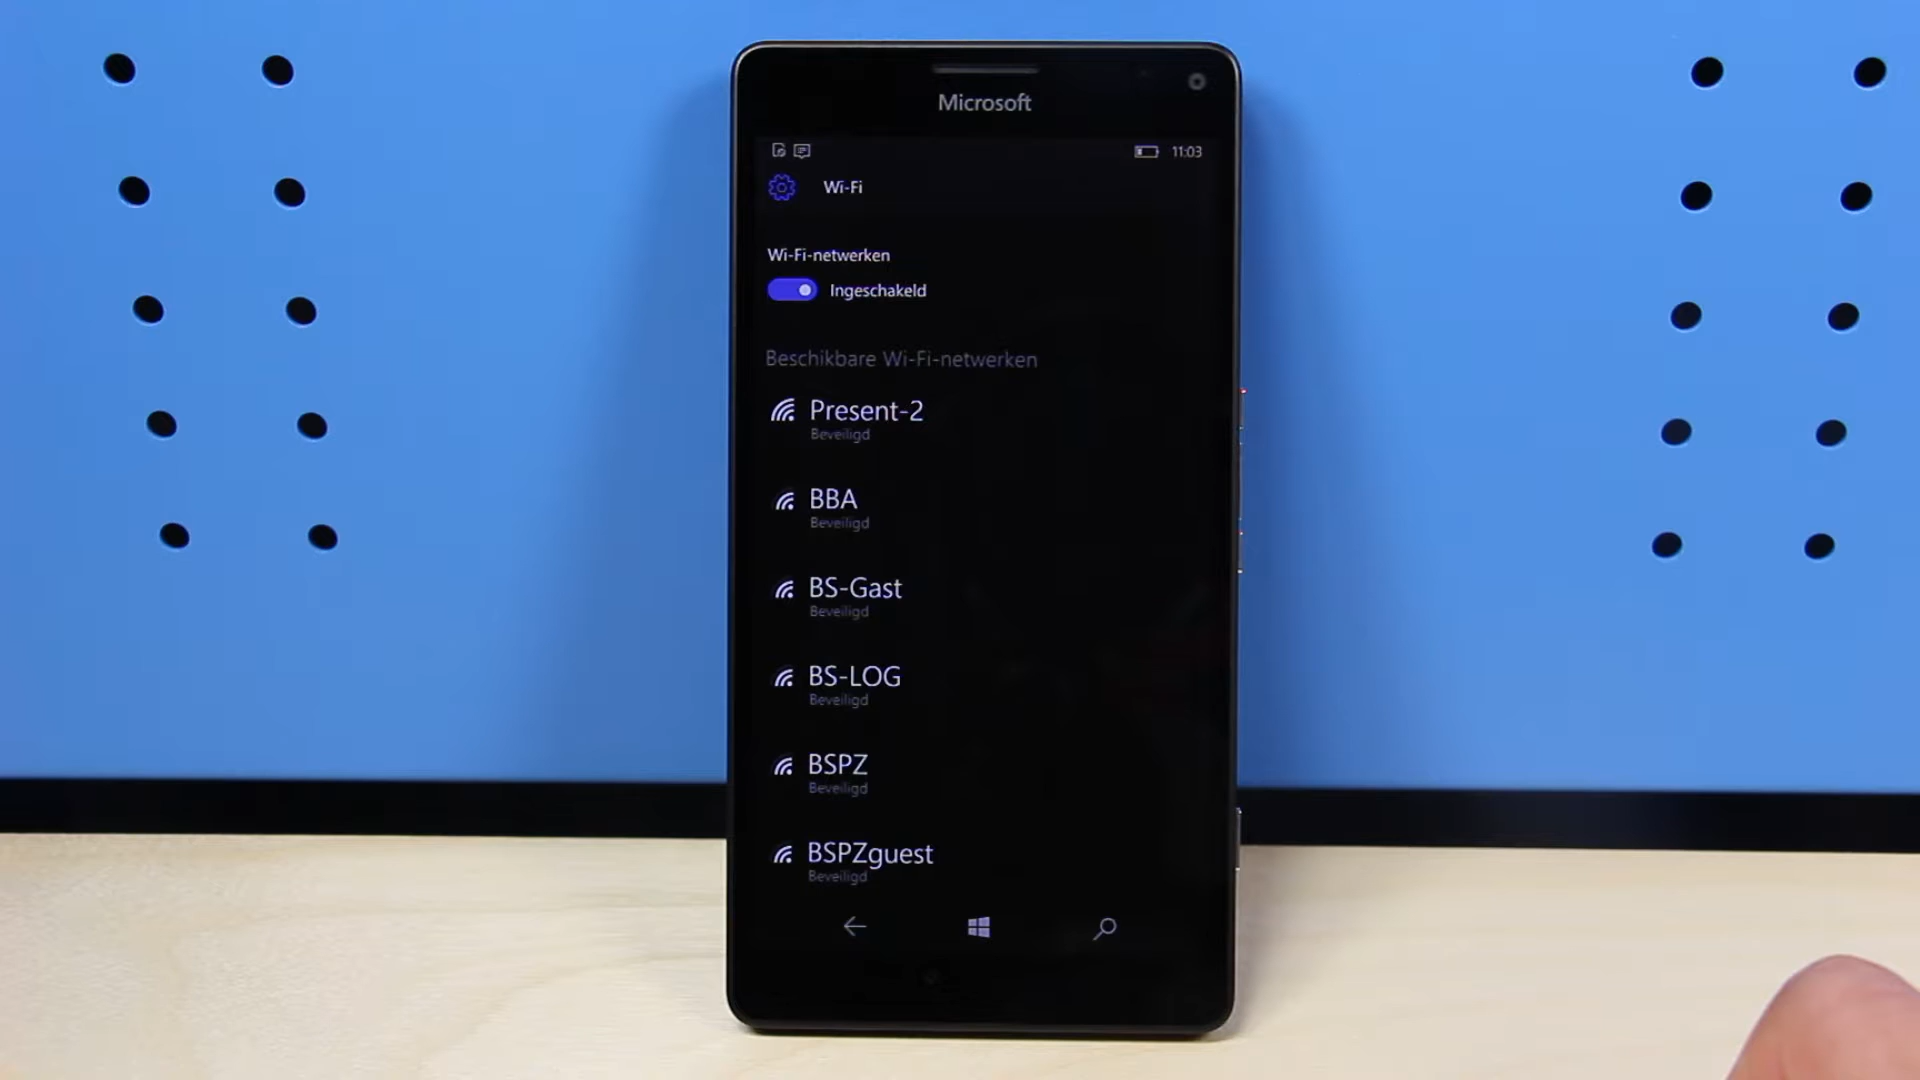 Microsoft
11:03
Wi-Fi
Wi-Fi-netwerken
Ingeschakeld
Beschikbare Wi-Fi-netwerken
Present-2
Beveiligd
BBA
Beveiligd
BS-Gast
Beveiligd
BS-LOG
Beveiligd
BSPZ
Beveiligd
BSPZguest
Beveiligd